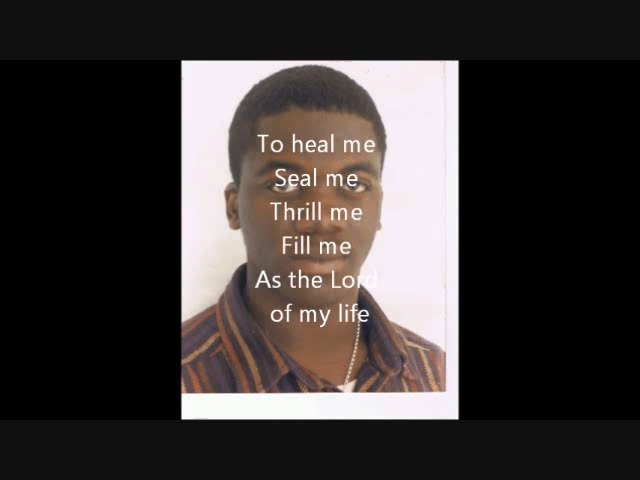 To heal me
Seal me
Thrill me
Fill me
As the Lord
of my life